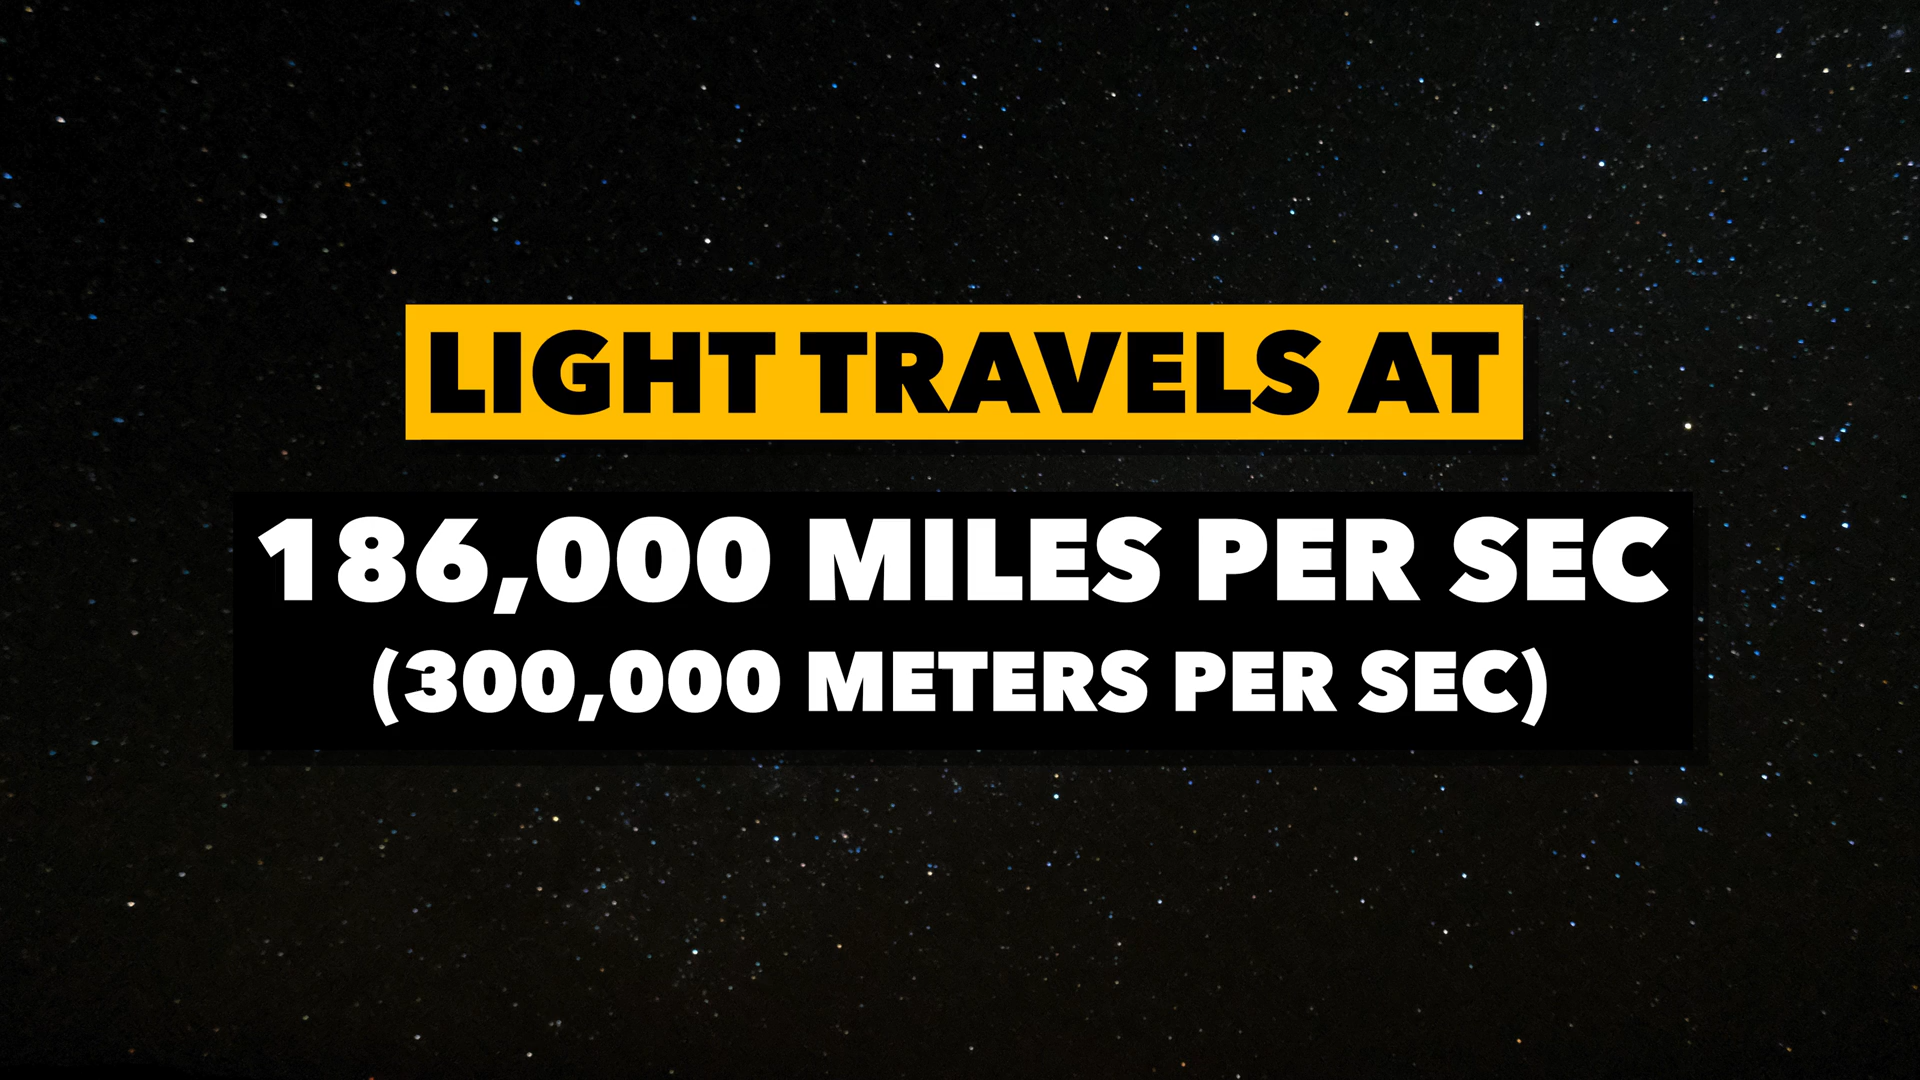 LIGHT TRAVELS AT
186,000 MILES PER SEC
(300,000 METERS PER SEC)